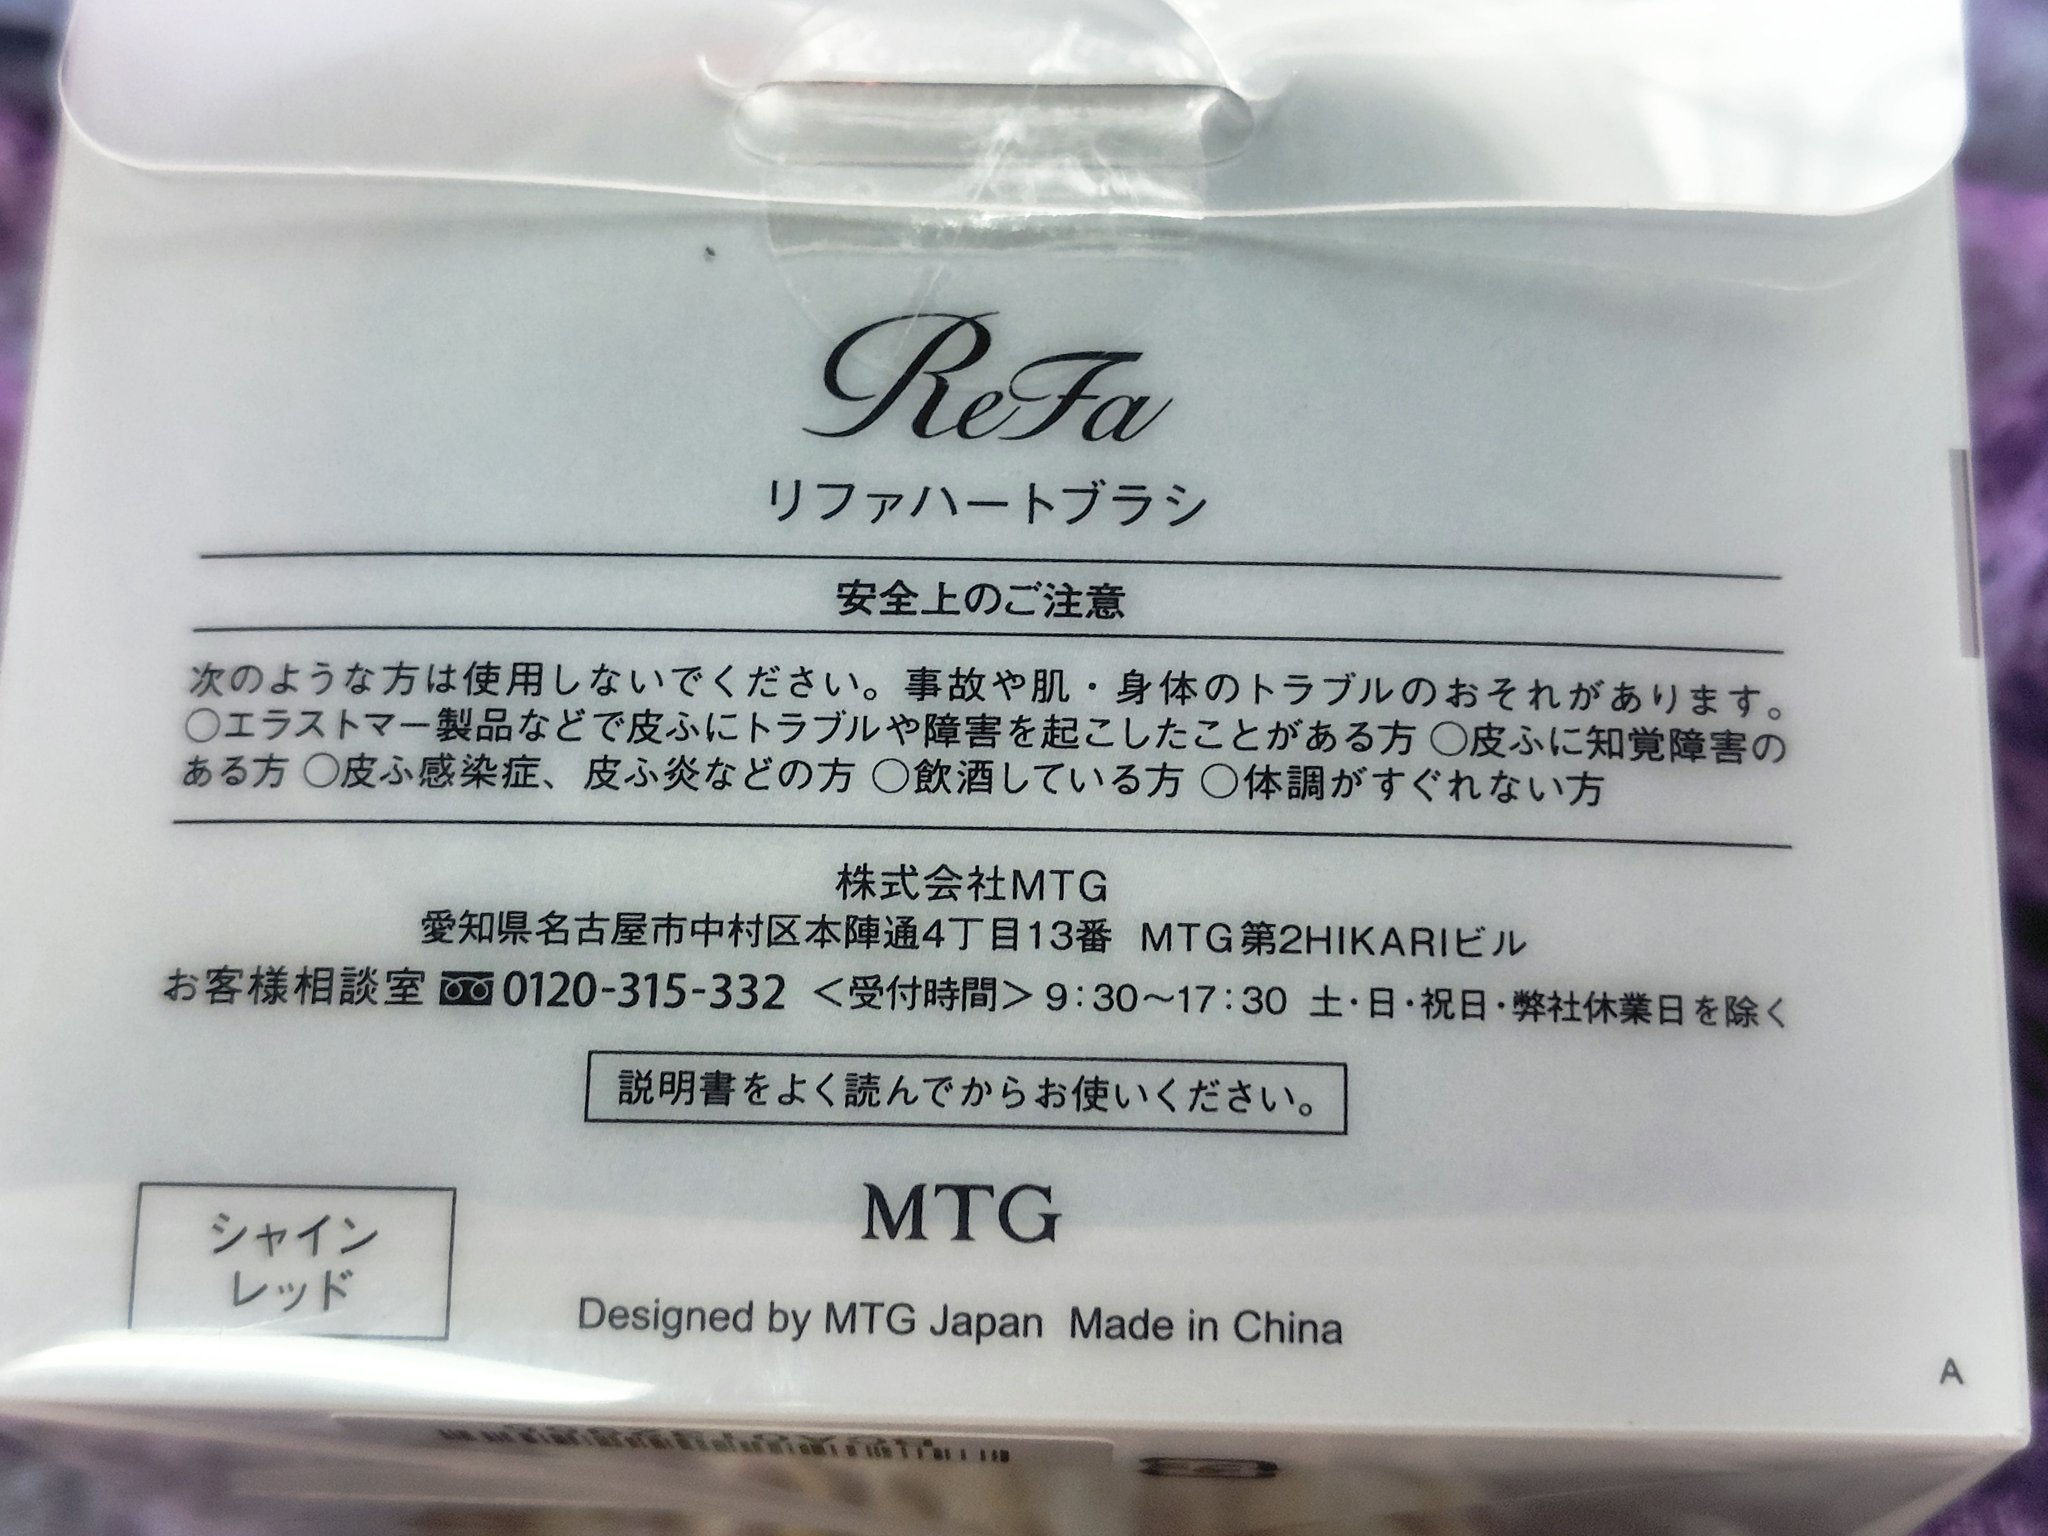 ReFa
リファハートブラシ
安全上のご注意
次のような方は使用しないでください。事故や肌・身体のトラブルのおそれがあります。
○エラストマー製品などで皮ふにトラブルや障害を起こしたことがある方 ○皮ふに知覚障害の
ある方 ○皮ふ感染症、皮ふ炎などの方 ○飲酒している方 ○体調がすぐれない方
株式会社MTG
愛知県名古屋市中村区本陣通4丁目13番 MTG第2HIKARIビル
お客様相談室 0120-315-332 <受付時間> 9:30〜17:30 土・日・祝日・弊社休業日を除く
説明書をよく読んでからお使いください。
MTG
シャイン
レッド
Designed by MTG Japan Made in China
A